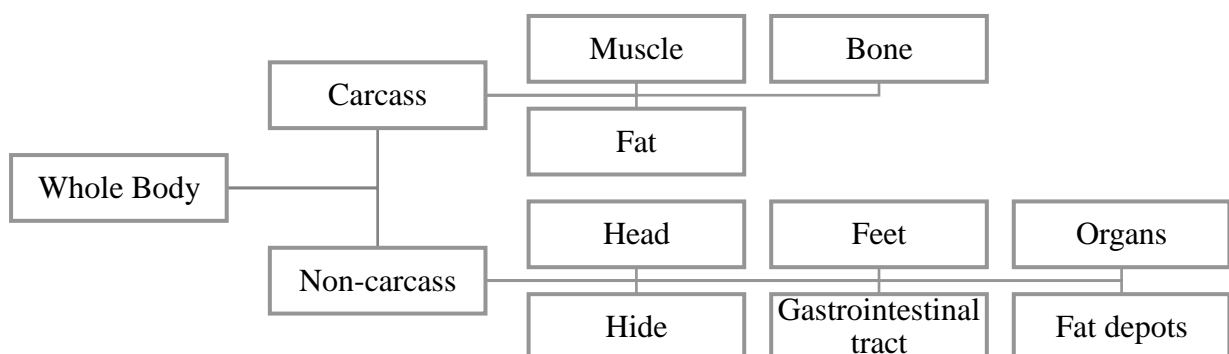 Muscle
Bone
Carcass
Fat
Whole Body
Head
Feet
Organs
Non-carcass
Hide
Gastrointestinal
tract
Fat depots